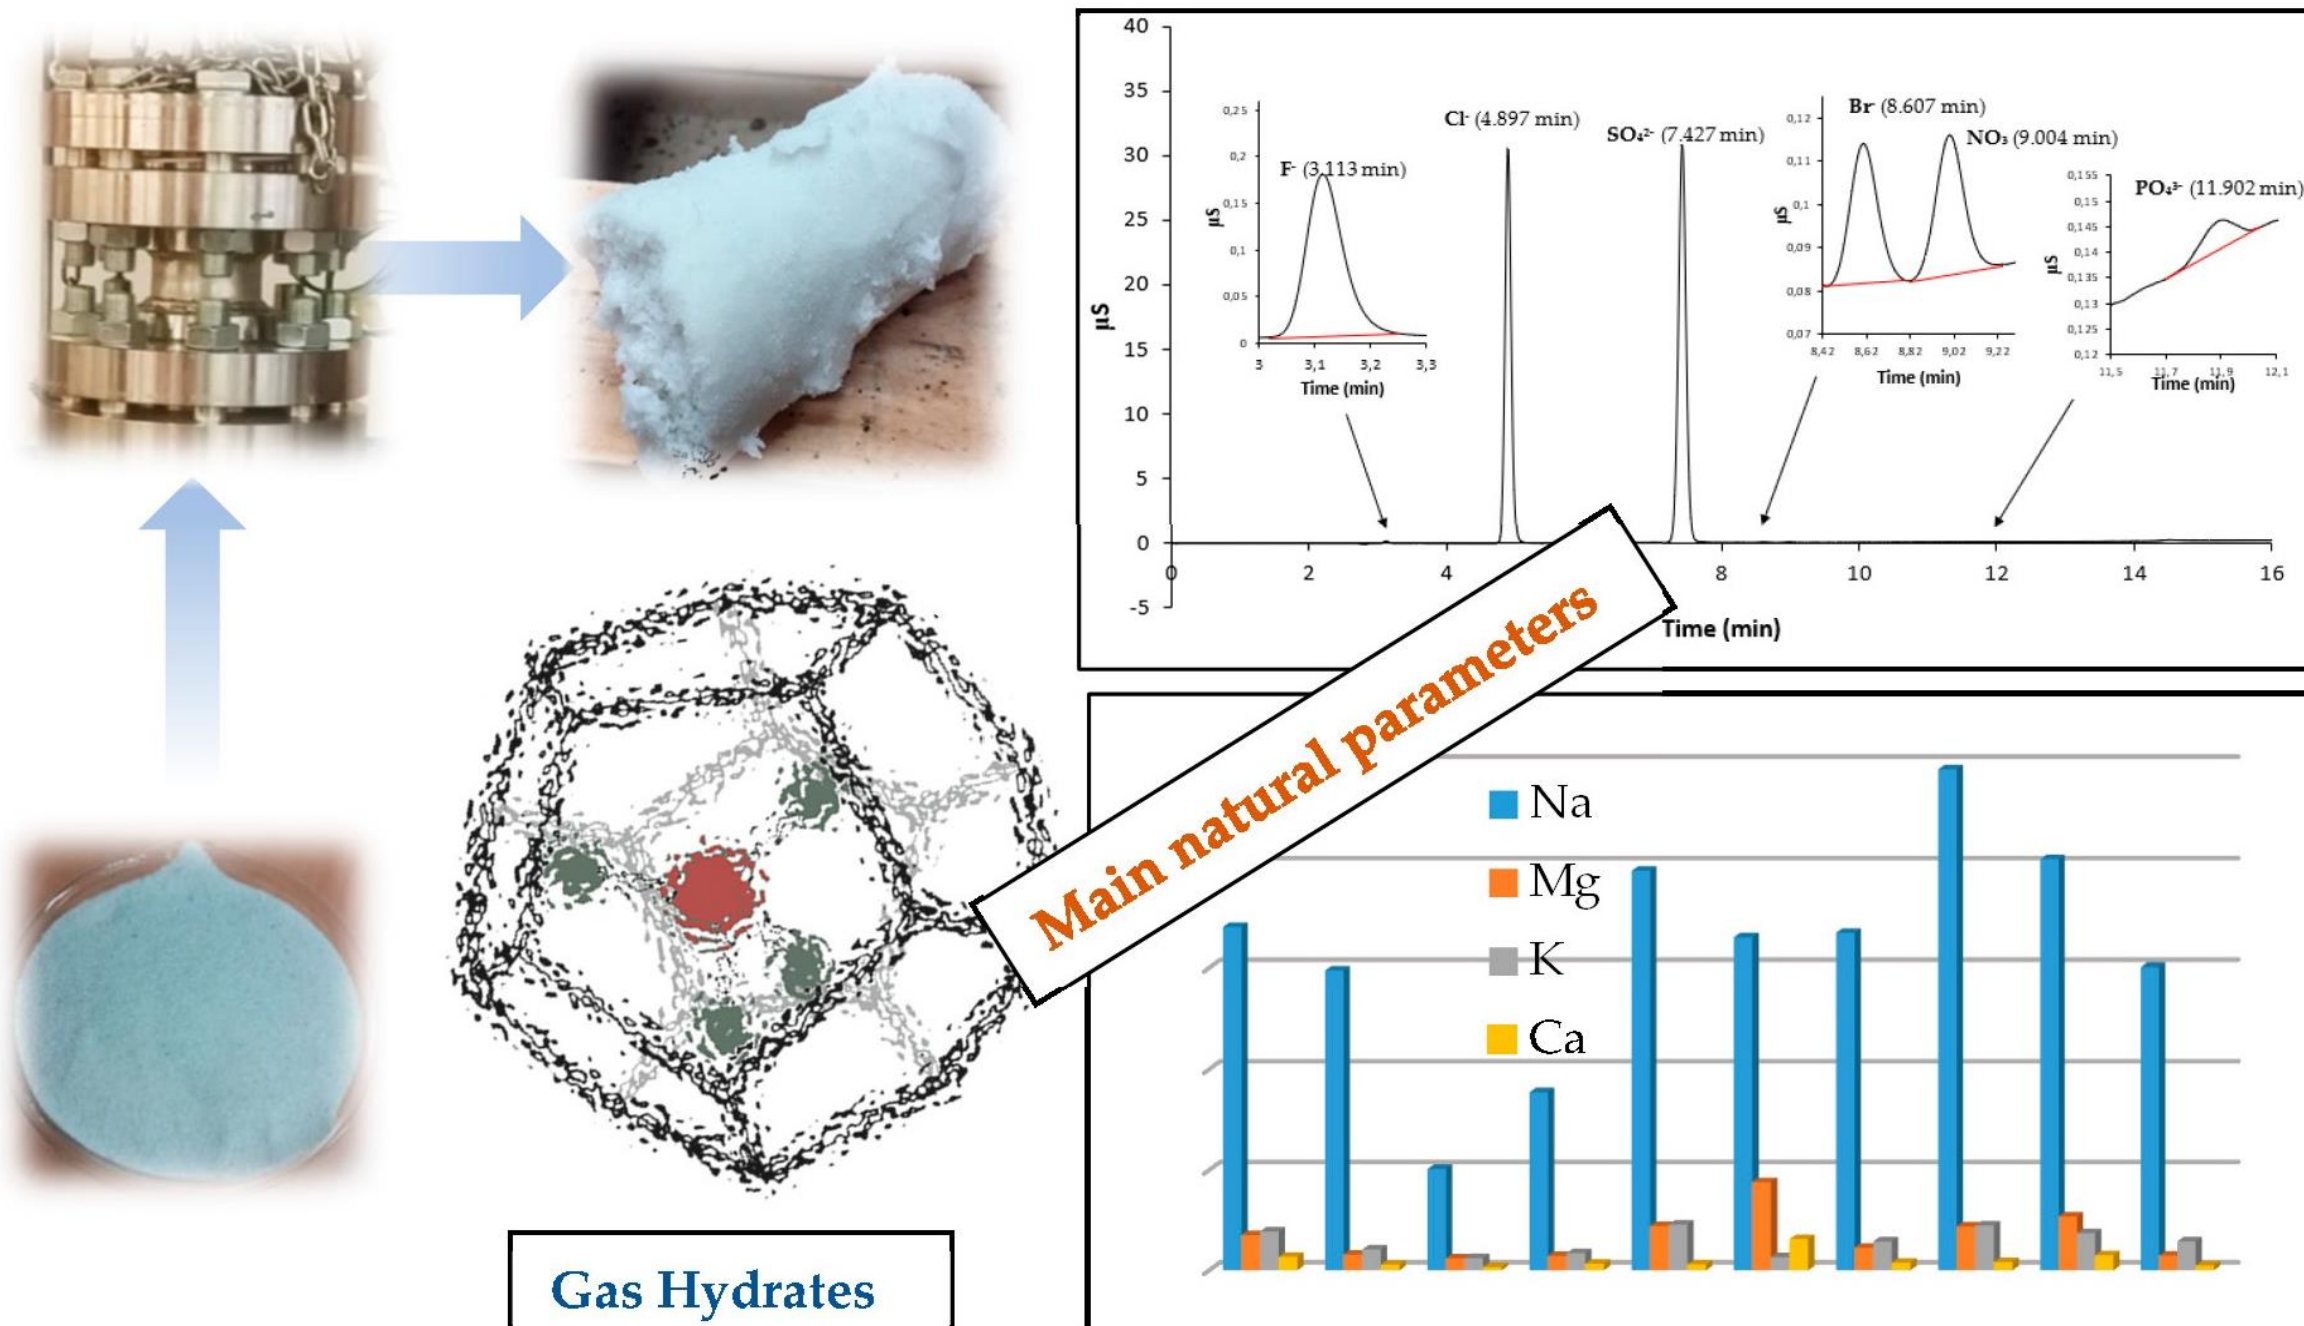 40
35
30
25
20
15
10
5
0
-5
µS
0
2
4
8
10
12
14
16
Time (min)
F- (3.113 min)
0,25
0,2
0,15
0,1
0,05
0
µS
3
3,1
3,2
3,3
Time (min)
Cl- (4.897 min)
SO₄²- (7.427 min)
Br- (8.607 min)
NO₃ (9.004 min)
0,12
0,11
0,1
0,09
0,08
0,07
µS
8,42
8,62
8,82
9,02
9,22
Time (min)
PO₄³- (11.902 min)
0,155
0,15
0,145
0,14
0,135
0,13
0,125
0,12
µS
11,5
11,7
11,9
12,1
Time (min)
Main natural parameters
Na
Mg
K
Ca
Gas Hydrates